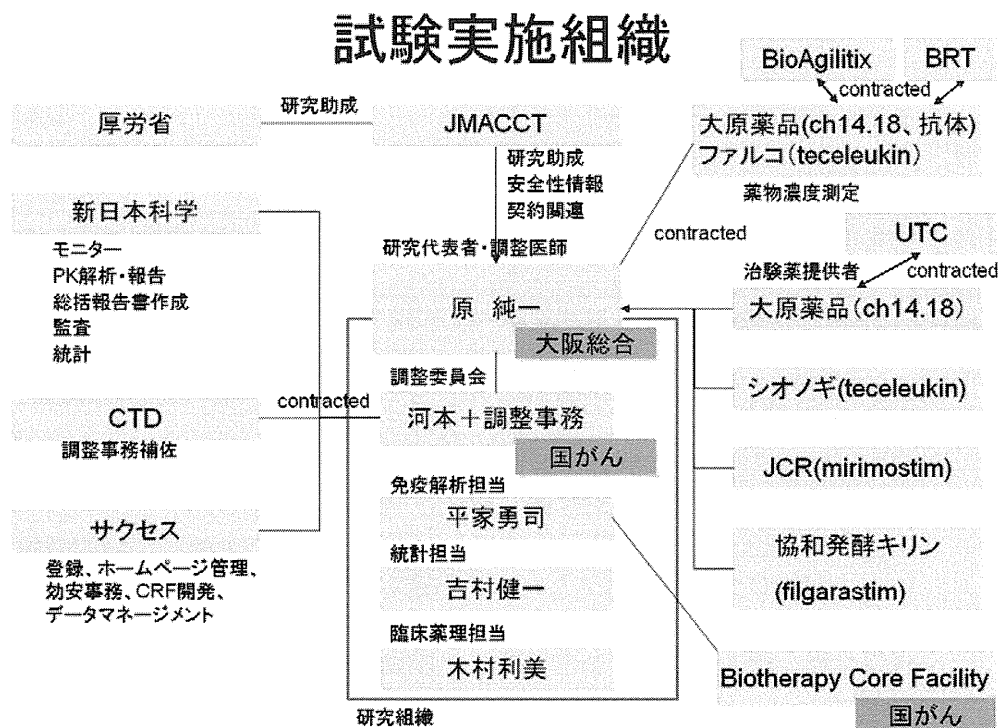 試験実施組織
BioAgilitix
BRT
contracted
厚労省
研究助成
JMACCT
大原薬品(ch14.18、抗体)
ファルコ(teceleukin)
薬物濃度測定
研究助成
安全性情報
契約関連
新日本科学
モニター
PK解析・報告
総括報告書作成
監査
統計
研究代表者・調整医師
contracted
原 純一
大阪総合
UTC
contracted
治験薬提供者
大原薬品(ch14.18)
調整委員会
contracted
CTD
調整事務補佐
河本+調整事務
国がん
シオノギ(teceleukin)
JCR(mirimostim)
免疫解析担当
平家勇司
サクセス
登録、ホームページ管理、
効安事務、CRF開発、
データマネージメント
統計担当
吉村健一
協和発酵キリン
(filgarastim)
臨床薬理担当
木村利美
Biotherapy Core Facility
国がん
研究組織